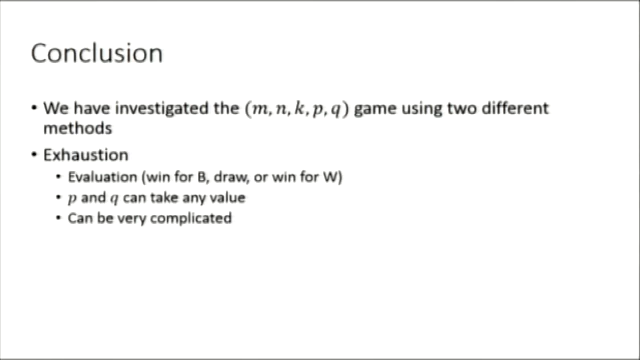 Conclusion
• We have investigated the (m, n, k, p, q) game using two different
methods
• Exhaustion
• Evaluation (win for B, draw, or win for W)
• p and q can take any value
• Can be very complicated